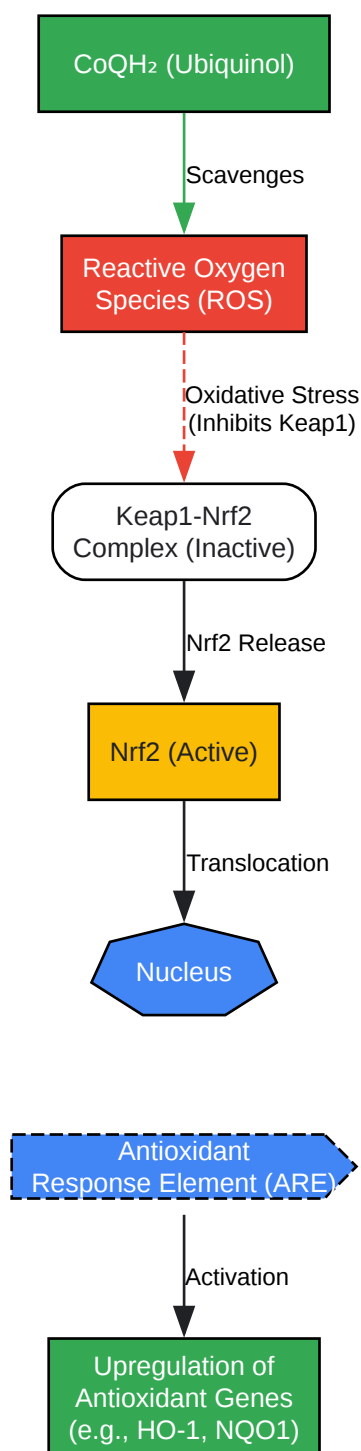 CoQH₂ (Ubiquinol)
Scavenges
Reactive Oxygen
Species (ROS)
Oxidative Stress
(Inhibits Keap1)
Keap1-Nrf2
Complex (Inactive)
Nrf2 Release
Nrf2 (Active)
Translocation
Nucleus
Antioxidant
Response Element (ARE)
Activation
Upregulation of
Antioxidant Genes
(e.g., HO-1, NQO1)